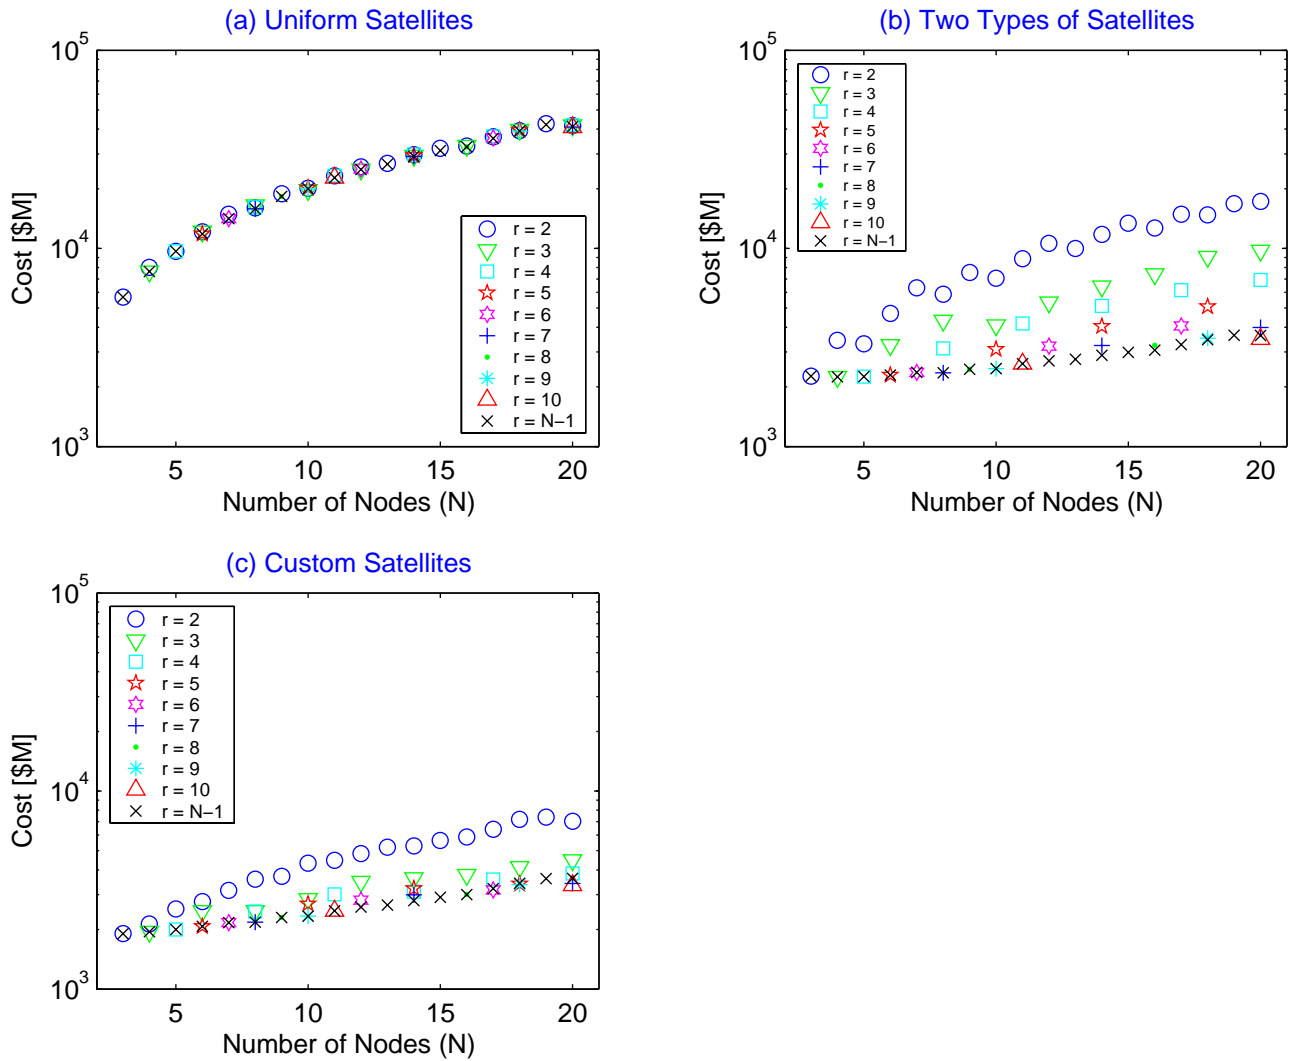 (a) Uniform Satellites
10^5
10^4
10^3
Cost [$M]
r = 2
r = 3
r = 4
r = 5
r = 6
r = 7
r = 8
r = 9
r = 10
r = N−1
5 10 15 20
Number of Nodes (N)
(b) Two Types of Satellites
10^5
10^4
10^3
Cost [$M]
r = 2
r = 3
r = 4
r = 5
r = 6
r = 7
r = 8
r = 9
r = 10
r = N−1
5 10 15 20
Number of Nodes (N)
(c) Custom Satellites
10^5
10^4
10^3
Cost [$M]
r = 2
r = 3
r = 4
r = 5
r = 6
r = 7
r = 8
r = 9
r = 10
r = N−1
5 10 15 20
Number of Nodes (N)